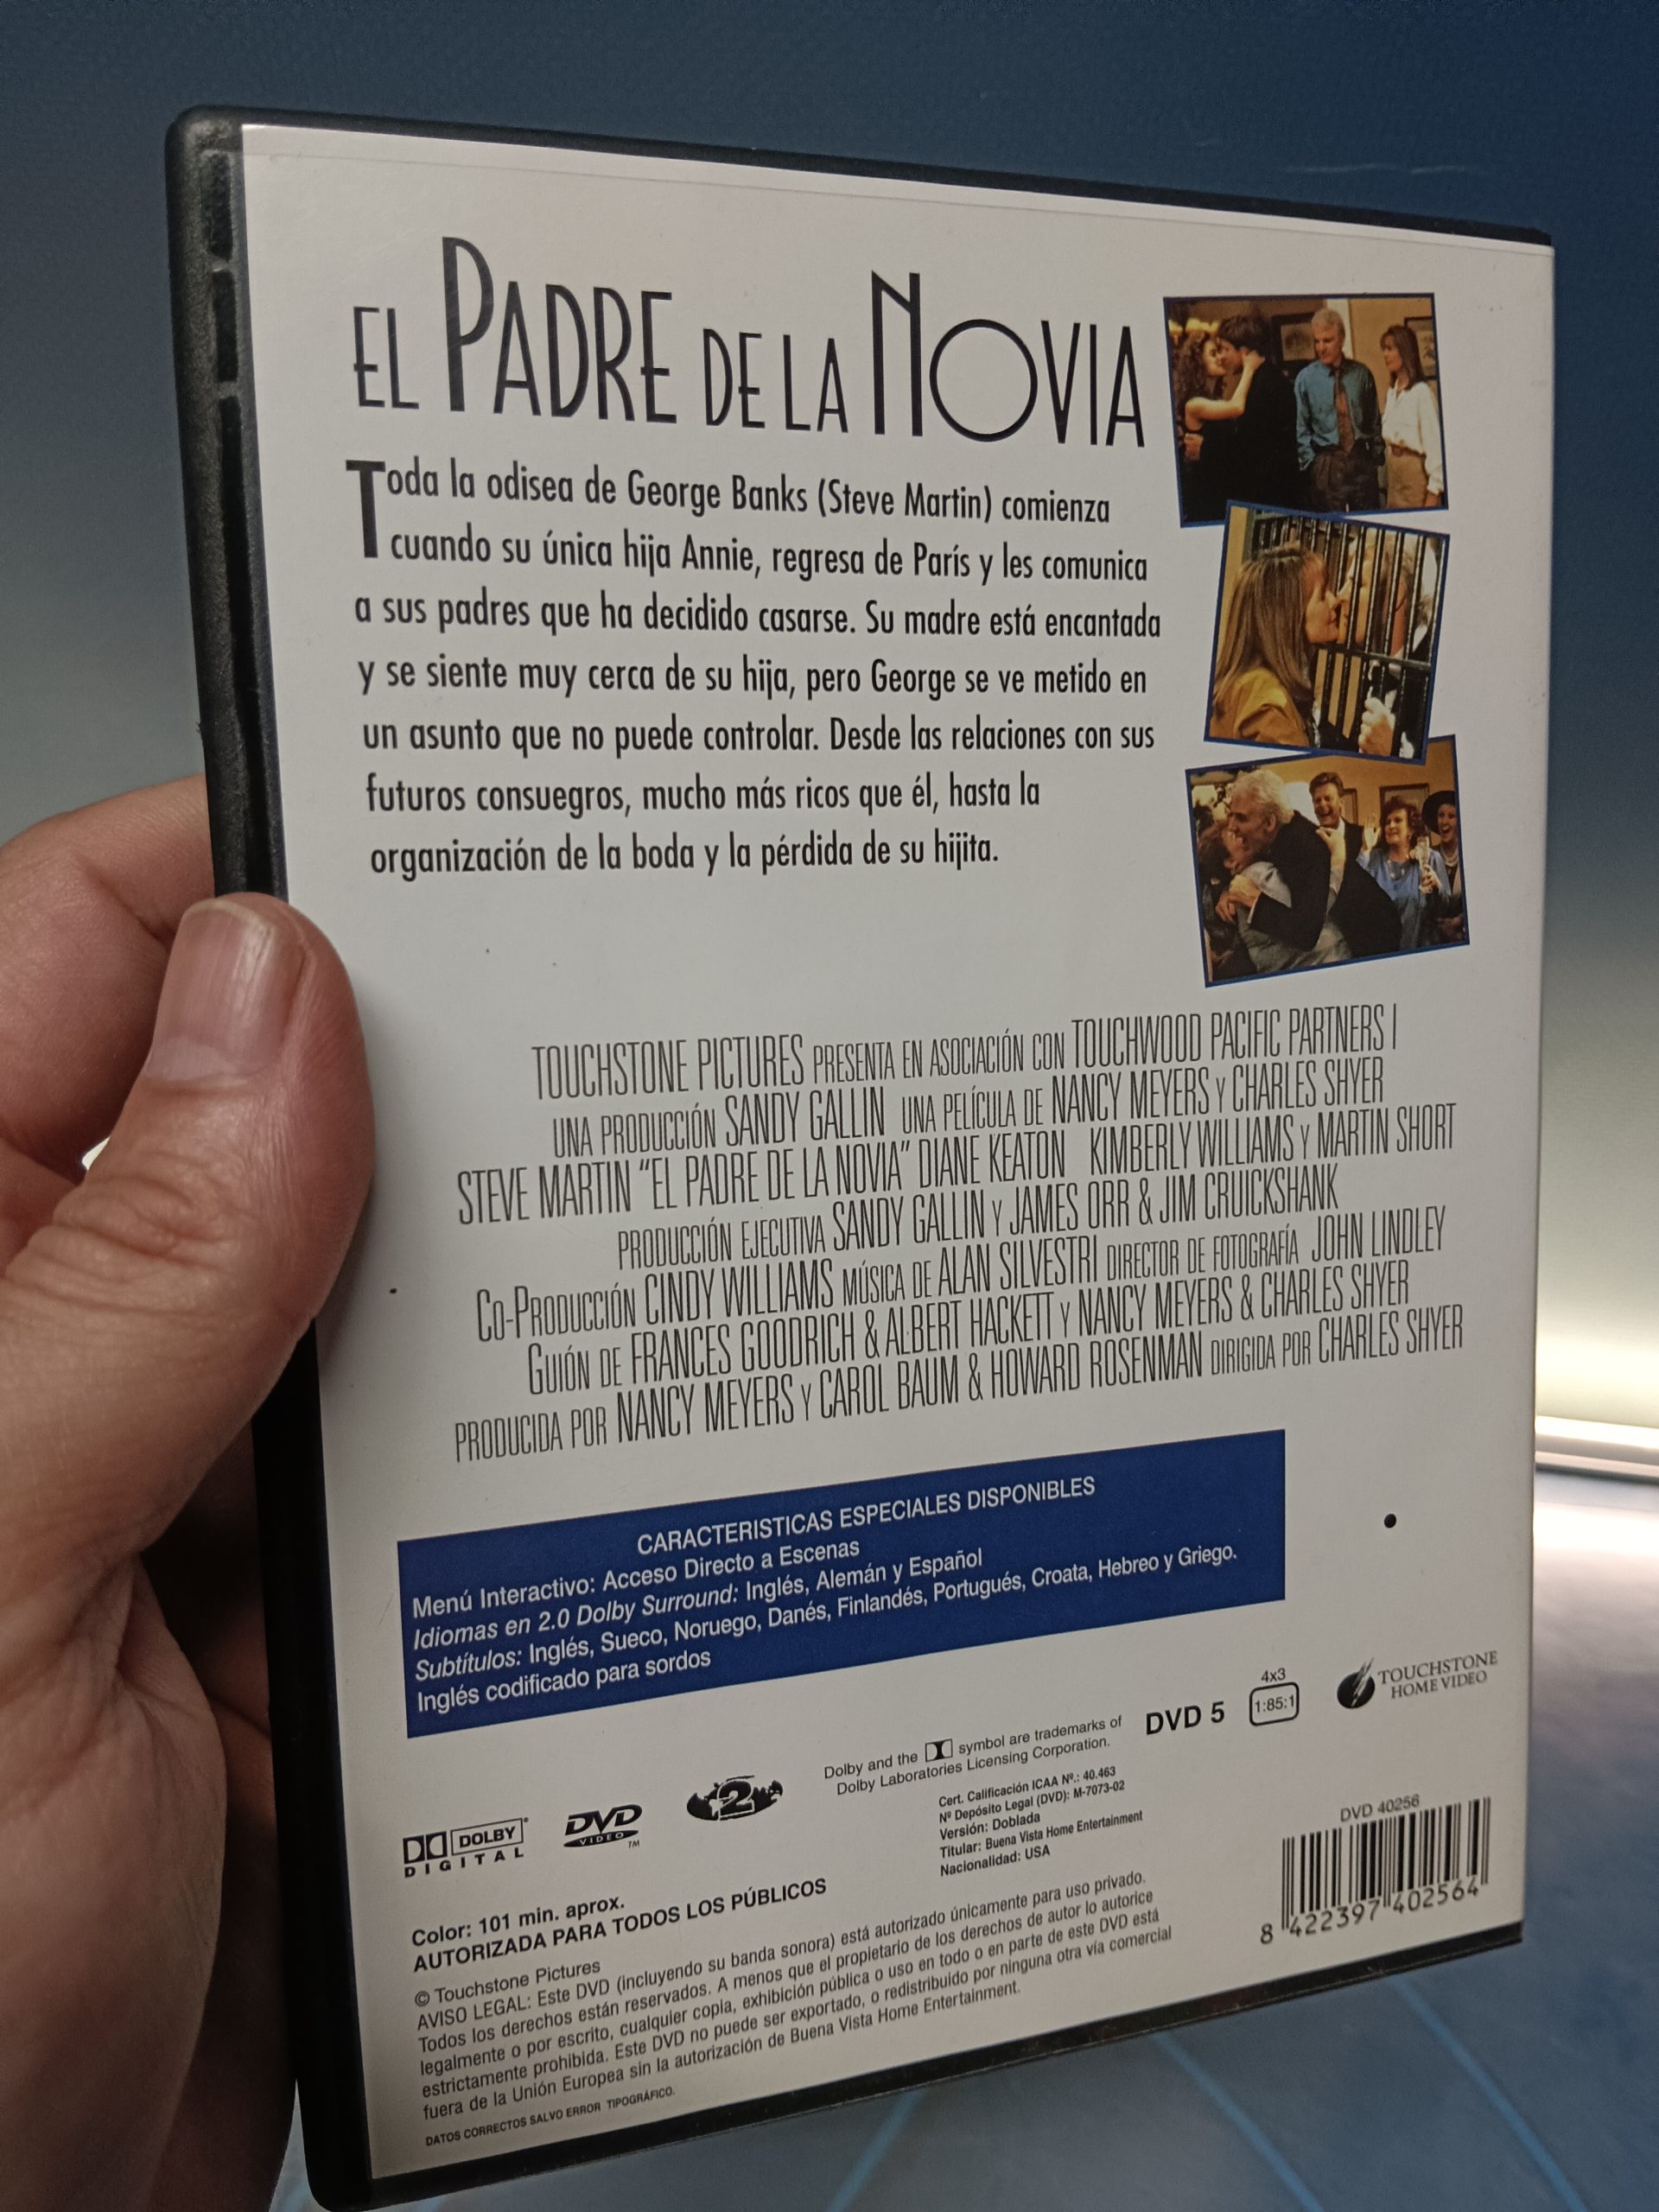 EL PADRE DE LA NOVIA
Toda la odisea de George Banks (Steve Martin) comienza
cuando su única hija Annie, regresa de París y les comunica
a sus padres que ha decidido casarse. Su madre está encantada
y se siente muy cerca de su hija, pero George se ve metido en
un asunto que no puede controlar. Desde las relaciones con sus
futuros consuegros, mucho más ricos que él, hasta la
organización de la boda y la pérdida de su hijita.
TOUCHSTONE PICTURES PRESENTA EN ASOCIACIÓN CON TOUCHWOOD PACIFIC PARTNERS I
UNA PRODUCCIÓN SANDY GALLIN UNA PELÍCULA DE NANCY MEYERS Y CHARLES SHYER
STEVE MARTIN "EL PADRE DE LA NOVIA" DIANE KEATON KIMBERLY WILLIAMS Y MARTIN SHORT
PRODUCCIÓN EJECUTIVA SANDY GALLIN Y JAMES ORR & JIM CRUICKSHANK
CO-PRODUCCIÓN CINDY WILLIAMS MÚSICA DE ALAN SILVESTRI DIRECTOR DE FOTOGRAFÍA JOHN LINDLEY
GUIÓN DE FRANCES GOODRICH & ALBERT HACKETT Y NANCY MEYERS & CHARLES SHYER
PRODUCIDA POR NANCY MEYERS Y CAROL BAUM & HOWARD ROSENMAN DIRIGIDA POR CHARLES SHYER
CARACTERISTICAS ESPECIALES DISPONIBLES
Menú Interactivo: Acceso Directo a Escenas
Idiomas en 2.0 Dolby Surround: Inglés, Alemán y Español
Subtítulos: Inglés, Sueco, Noruego, Danés, Finlandés, Portugués, Croata, Hebreo y Griego.
Inglés codificado para sordos
DOLBY
DIGITAL
DVD
VIDEO
TM
2
Dolby and the symbol are trademarks of
Dolby Laboratories Licensing Corporation.
DVD 5
4x3
1:85:1
TOUCHSTONE
HOME VIDEO
Cert. Calificación ICAA Nº.: 40.463
Nº Depósito Legal (DVD): M-7073-02
Versión: Doblada
Titular: Buena Vista Home Entertainment
Nacionalidad: USA
DVD 40256
8 422397 402564
Color: 101 min. aprox.
AUTORIZADA PARA TODOS LOS PÚBLICOS
© Touchstone Pictures
AVISO LEGAL: Este DVD (incluyendo su banda sonora) está autorizado únicamente para uso privado.
Todos los derechos están reservados. A menos que el propietario de los derechos de autor lo autorice
legalmente o por escrito, cualquier copia, exhibición pública o uso en todo o en parte de este DVD está
estrictamente prohibida. Este DVD no puede ser exportado, o redistribuido por ninguna otra vía comercial
fuera de la Unión Europea sin la autorización de Buena Vista Home Entertainment.
DATOS CORRECTOS SALVO ERROR TIPOGRÁFICO.